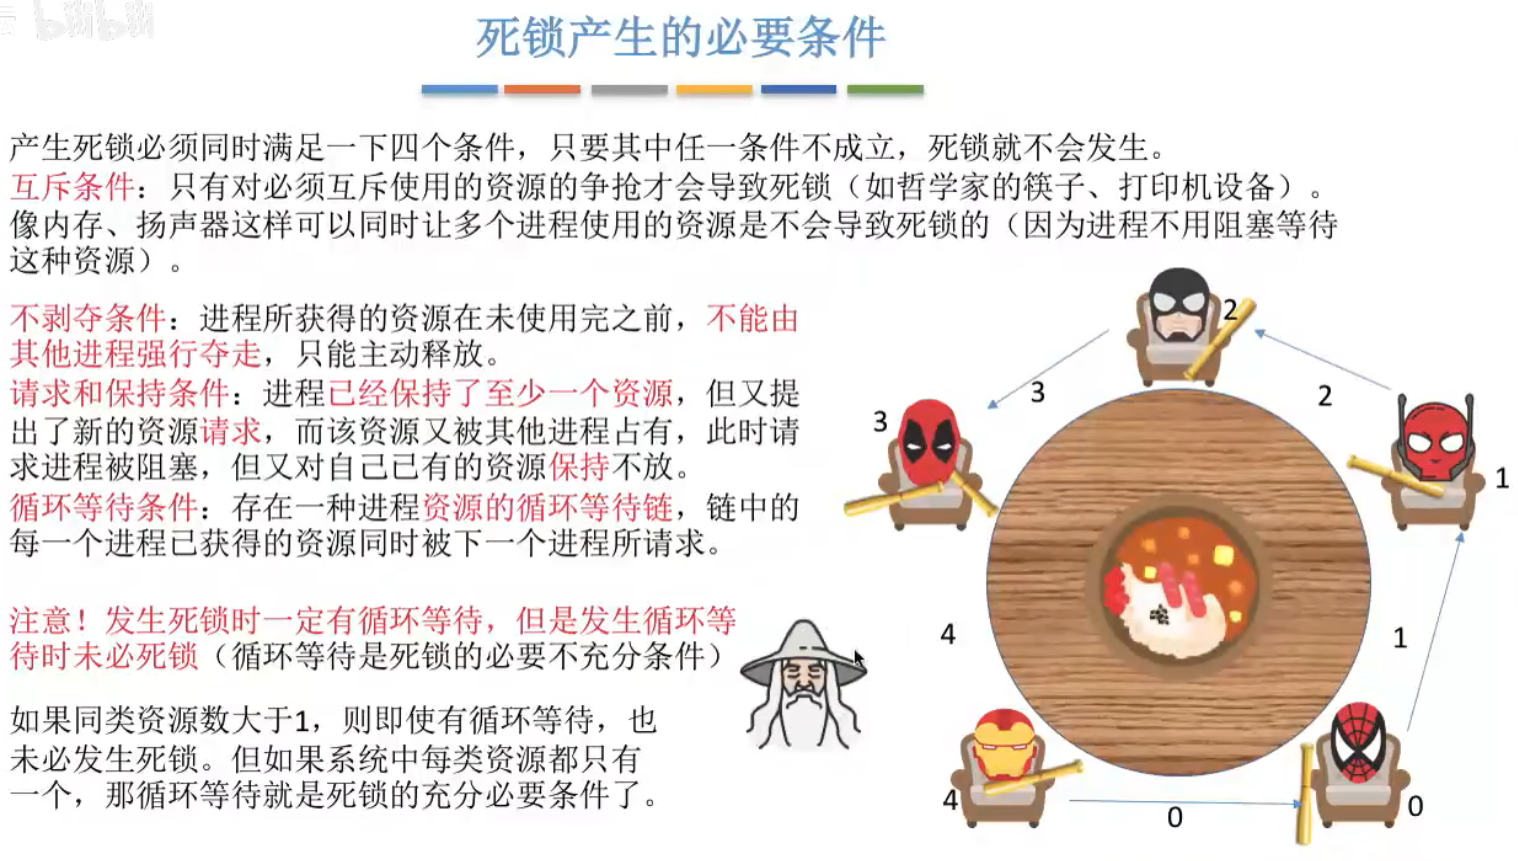 bilibili
死锁产生的必要条件
产生死锁必须同时满足一下四个条件，只要其中任一条件不成立，死锁就不会发生。
互斥条件：只有对必须互斥使用的资源的争抢才会导致死锁（如哲学家的筷子、打印机设备）。
像内存、扬声器这样可以同时让多个进程使用的资源是不会导致死锁的（因为进程不用阻塞等待
这种资源）。
不剥夺条件：进程所获得的资源在未使用完之前，不能由
其他进程强行夺走，只能主动释放。
请求和保持条件：进程已经保持了至少一个资源，但又提
出了新的资源请求，而该资源又被其他进程占有，此时请
求进程被阻塞，但又对自己已有的资源保持不放。
循环等待条件：存在一种进程资源的循环等待链，链中的
每一个进程已获得的资源同时被下一个进程所请求。
注意！发生死锁时一定有循环等待，但是发生循环等
待时未必死锁（循环等待是死锁的必要不充分条件）
如果同类资源数大于1，则即使有循环等待，也
未必发生死锁。但如果系统中每类资源都只有
一个，那循环等待就是死锁的充分必要条件了。
2
3
2
3
1
4
1
4
0
0